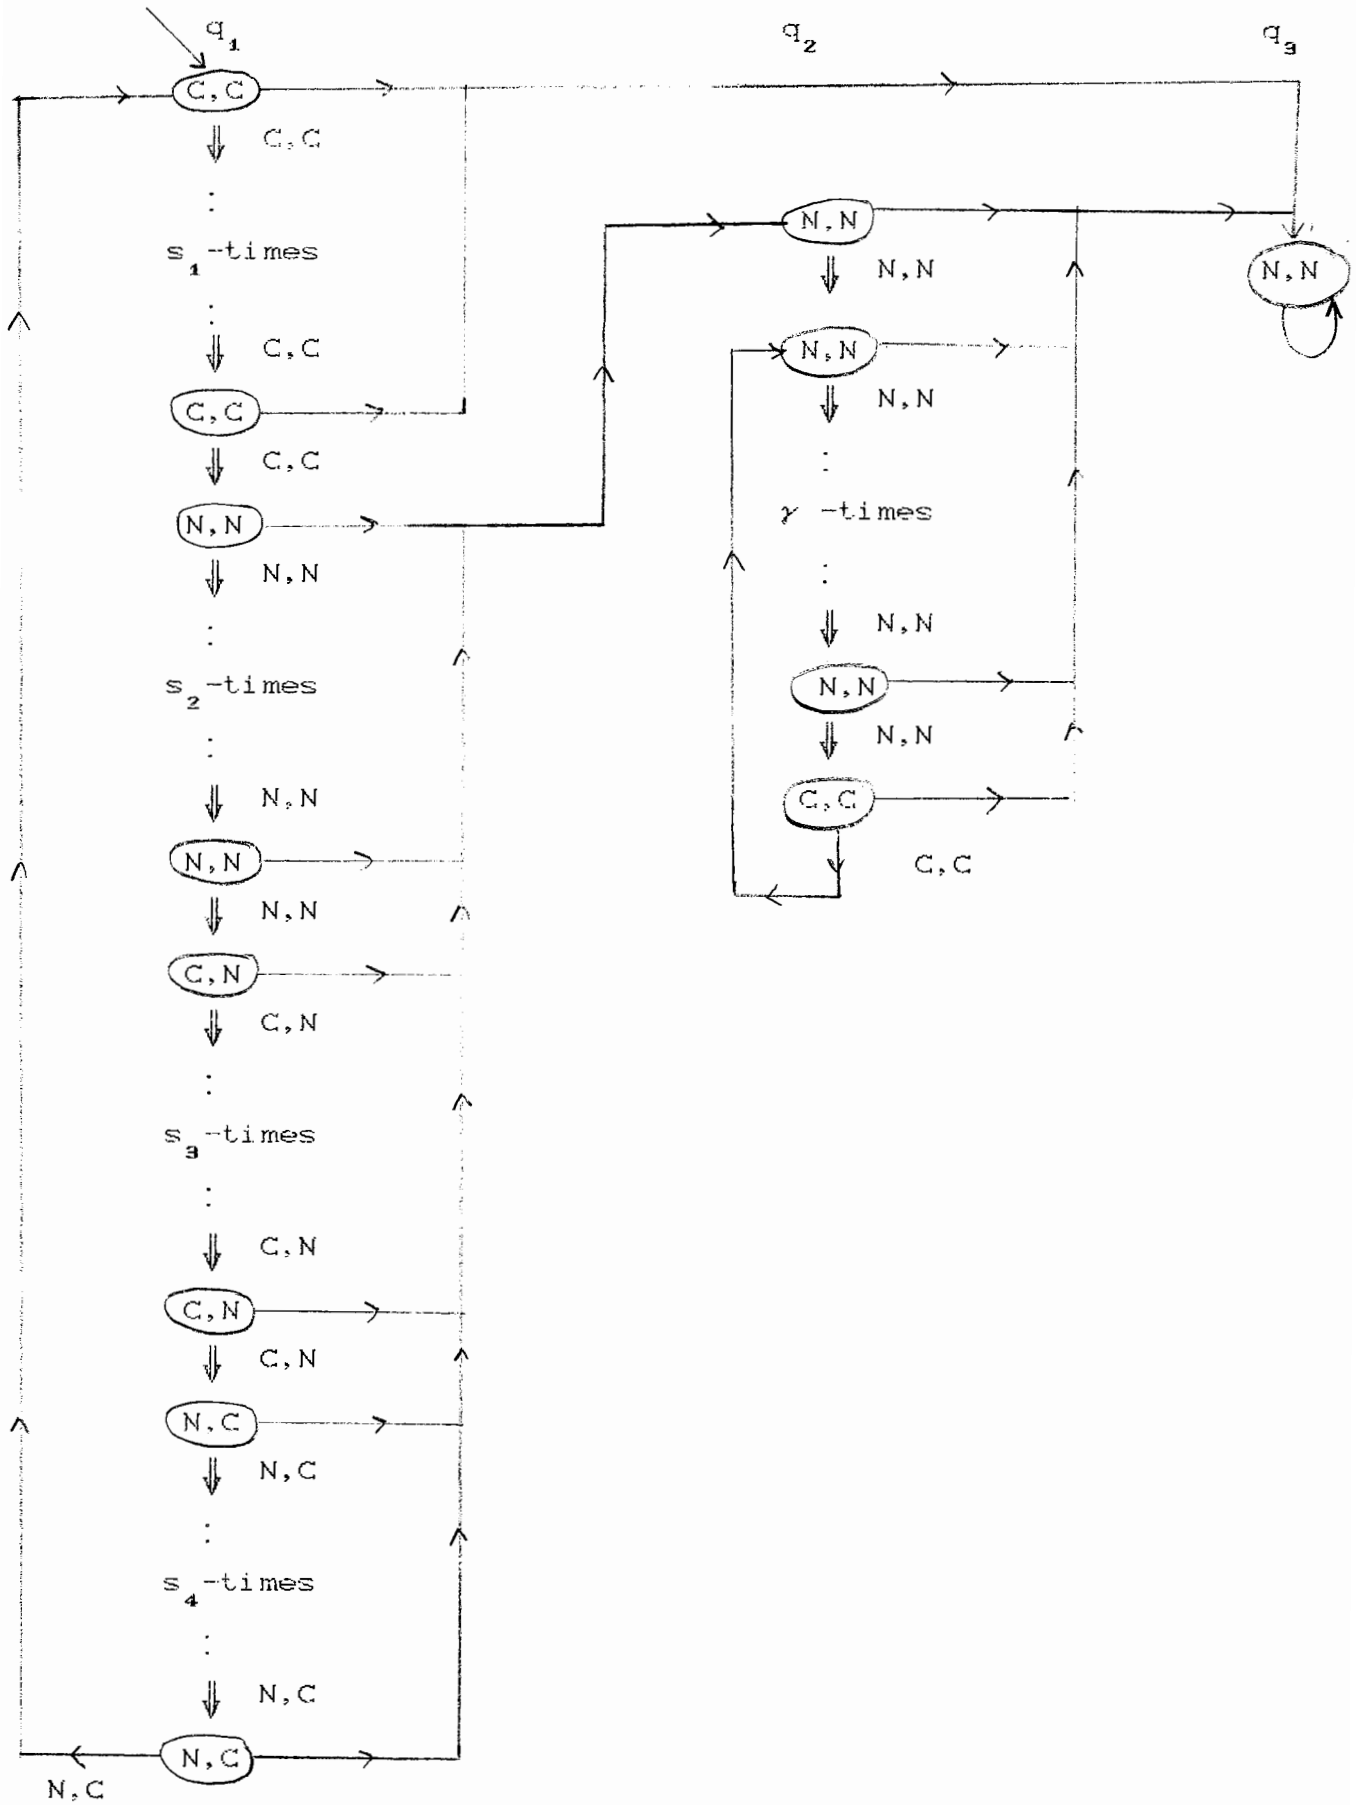 q₁ q₂ q₃
C,C
C,C
:
s₁-times
:
C,C
C,C
C,C
N,N
N,N
:
s₂-times
:
N,N
N,N
N,N
C,N
C,N
:
s₃-times
:
C,N
C,N
C,N
N,C
N,C
:
s₄-times
:
N,C
N,C
N,C
N,N
N,N
N,N
N,N
:
γ -times
:
N,N
N,N
N,N
C,C
C,C
N,N